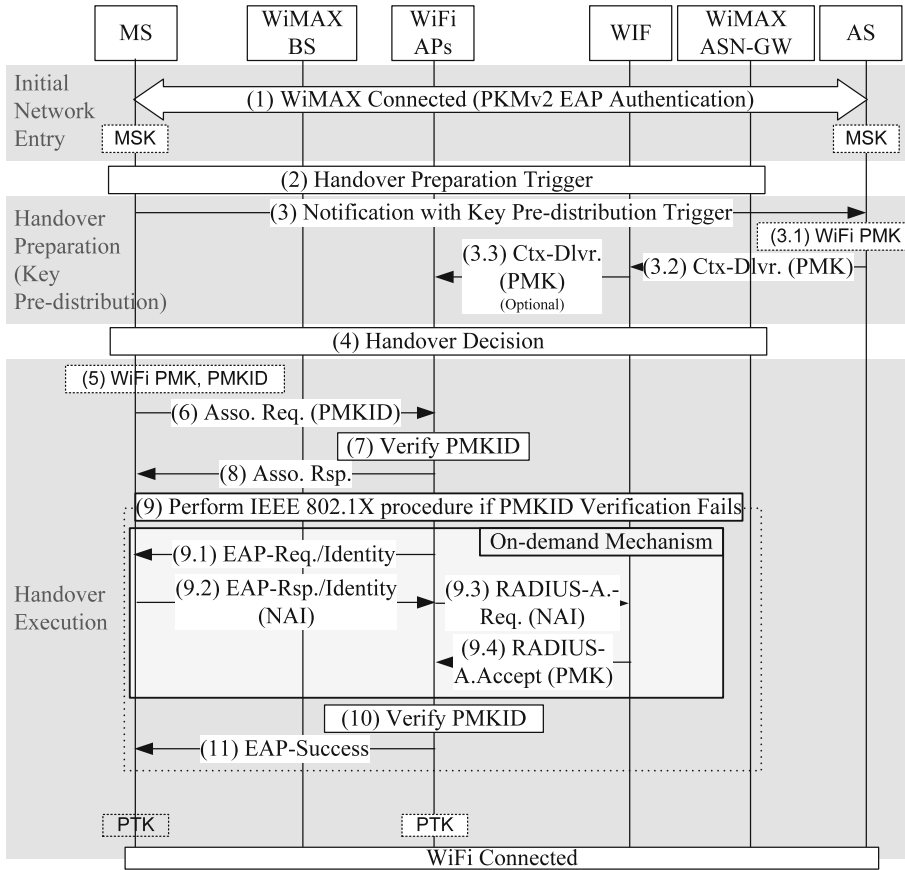 MS
WiMAX
BS
WiFi
APs
WIF
WiMAX
ASN-GW
AS
Initial
Network
Entry
(1) WiMAX Connected (PKMv2 EAP Authentication)
MSK
MSK
(2) Handover Preparation Trigger
Handover
Preparation
(Key
Pre-distribution)
(3) Notification with Key Pre-distribution Trigger
(3.1) WiFi PMK
(3.2) Ctx-Dlvr. (PMK)
(3.3) Ctx-Dlvr.
(PMK)
(Optional)
(4) Handover Decision
(5) WiFi PMK, PMKID
(6) Asso. Req. (PMKID)
(7) Verify PMKID
(8) Asso. Rsp.
(9) Perform IEEE 802.1X procedure if PMKID Verification Fails
On-demand Mechanism
(9.1) EAP-Req./Identity
Handover
Execution
(9.2) EAP-Rsp./Identity
(NAI)
(9.3) RADIUS-A.-
Req. (NAI)
(9.4) RADIUS-
A.Accept (PMK)
(10) Verify PMKID
(11) EAP-Success
PTK
PTK
WiFi Connected